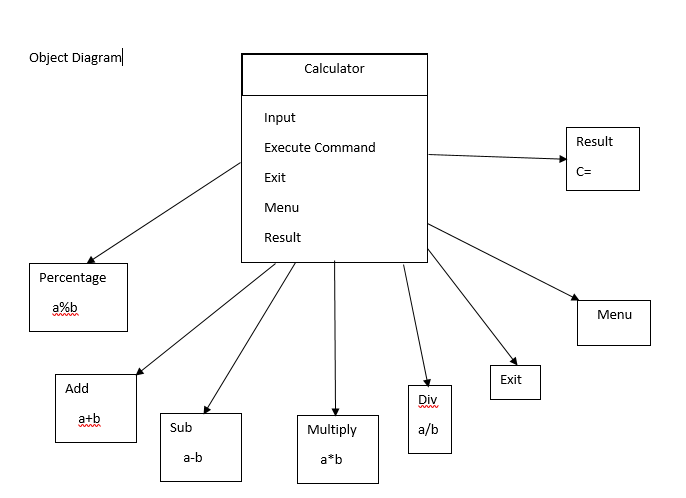 Object Diagram
Calculator
Input
Execute Command
Exit
Menu
Result
Result
C=
Percentage
a%b
Menu
Add
a+b
Sub
a-b
Multiply
a*b
Div
a/b
Exit